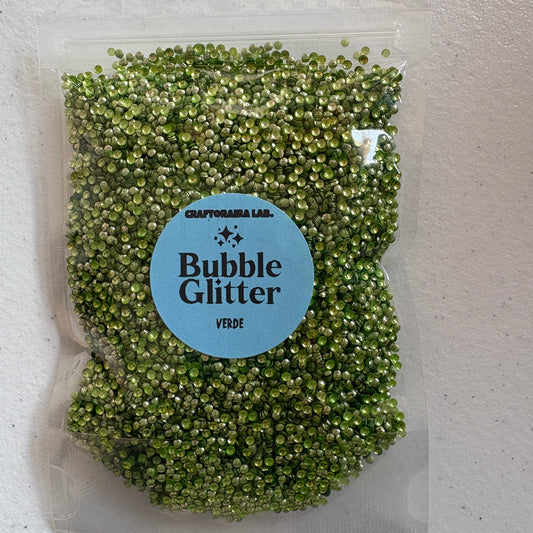 CRAFTORAMA LAB.
Bubble
Glitter
VERDE